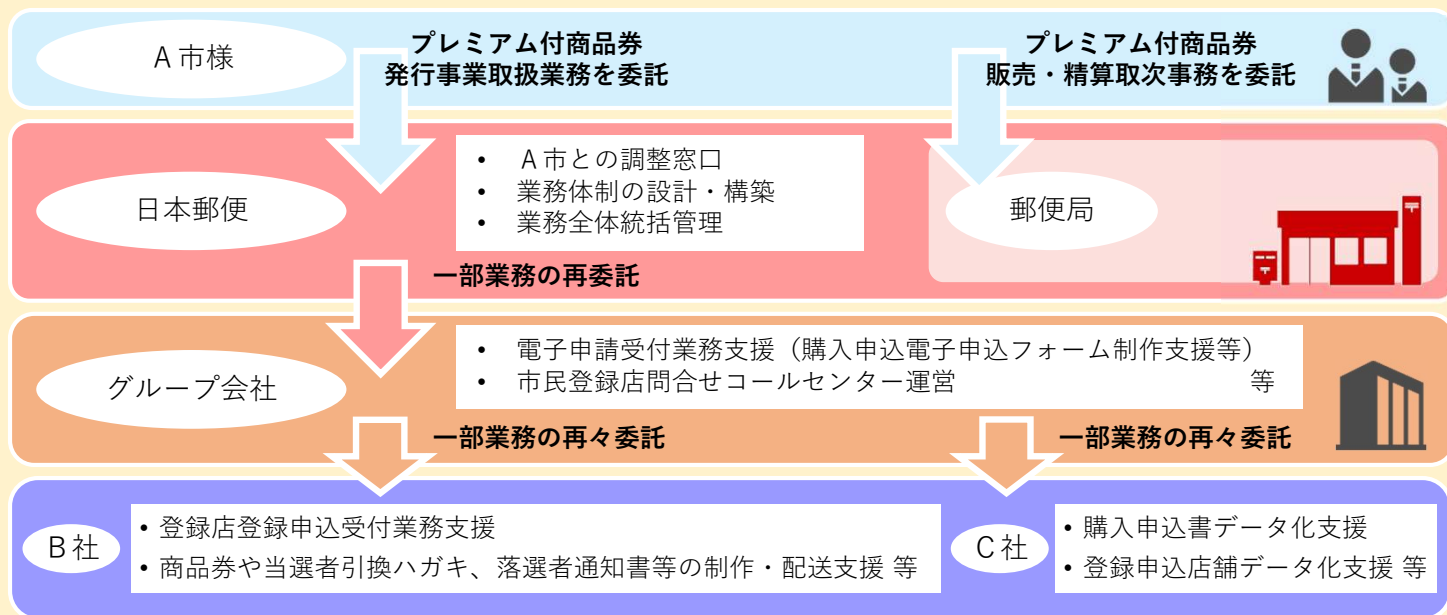 A市様
プレミアム付商品券
発行事業取扱業務を委託
プレミアム付商品券
販売・精算取次事務を委託
日本郵便
• A市との調整窓口
• 業務体制の設計・構築
• 業務全体統括管理
郵便局
一部業務の再委託
グループ会社
• 電子申請受付業務支援（購入申込電子申込フォーム制作支援等）
• 市民登録店問合せコールセンター運営 等
一部業務の再々委託
一部業務の再々委託
B社
• 登録店登録申込受付業務支援
• 商品券や当選者引換ハガキ、落選者通知書等の制作・配送支援 等
C社
• 購入申込書データ化支援
• 登録申込店舗データ化支援 等